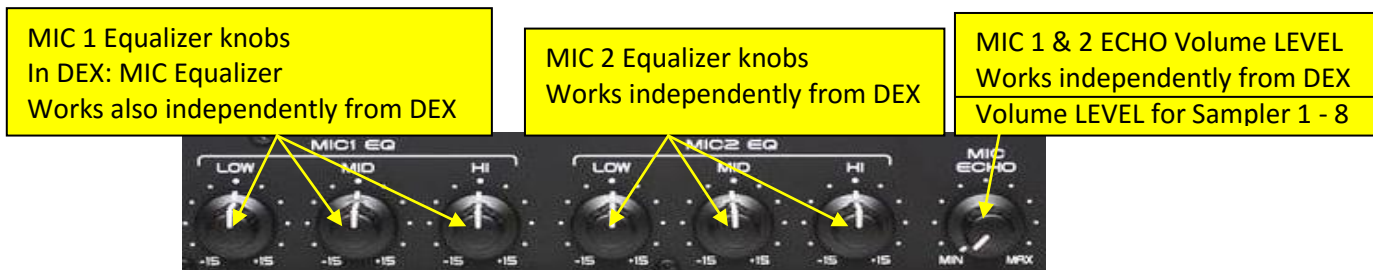 MIC 1 Equalizer knobs
In DEX: MIC Equalizer
Works also independently from DEX
MIC 2 Equalizer knobs
Works independently from DEX
MIC 1 & 2 ECHO Volume LEVEL
Works independently from DEX
Volume LEVEL for Sampler 1 - 8
MIC1 EQ
LOW MID HI
-15 +15 -15 +15 -15 +15
MIC2 EQ
LOW MID HI
-15 +15 -15 +15 -15 +15
MIC
ECHO
MIN MAX